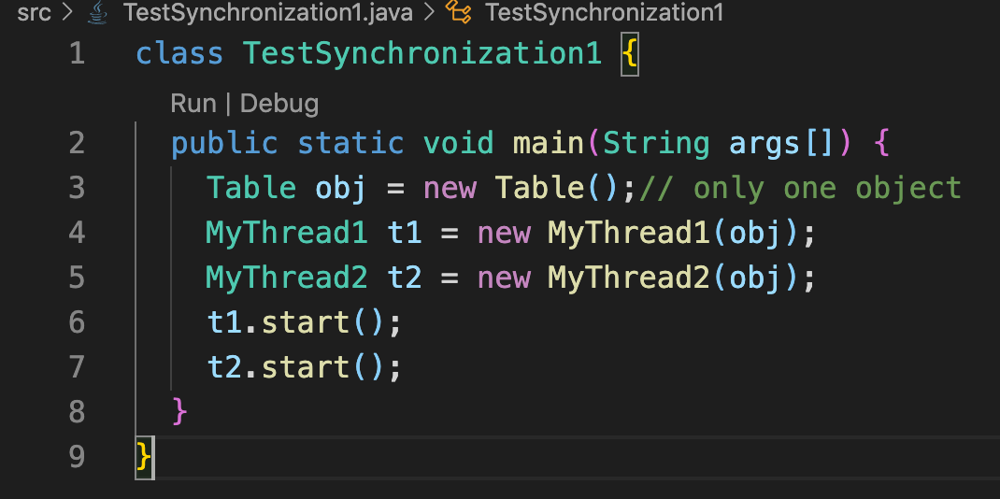 src > TestSynchronization1.java > TestSynchronization1
1 class TestSynchronization1 {
Run | Debug
2 public static void main(String args[]) {
3 Table obj = new Table();// only one object
4 MyThread1 t1 = new MyThread1(obj);
5 MyThread2 t2 = new MyThread2(obj);
6 t1.start();
7 t2.start();
8 }
9 }